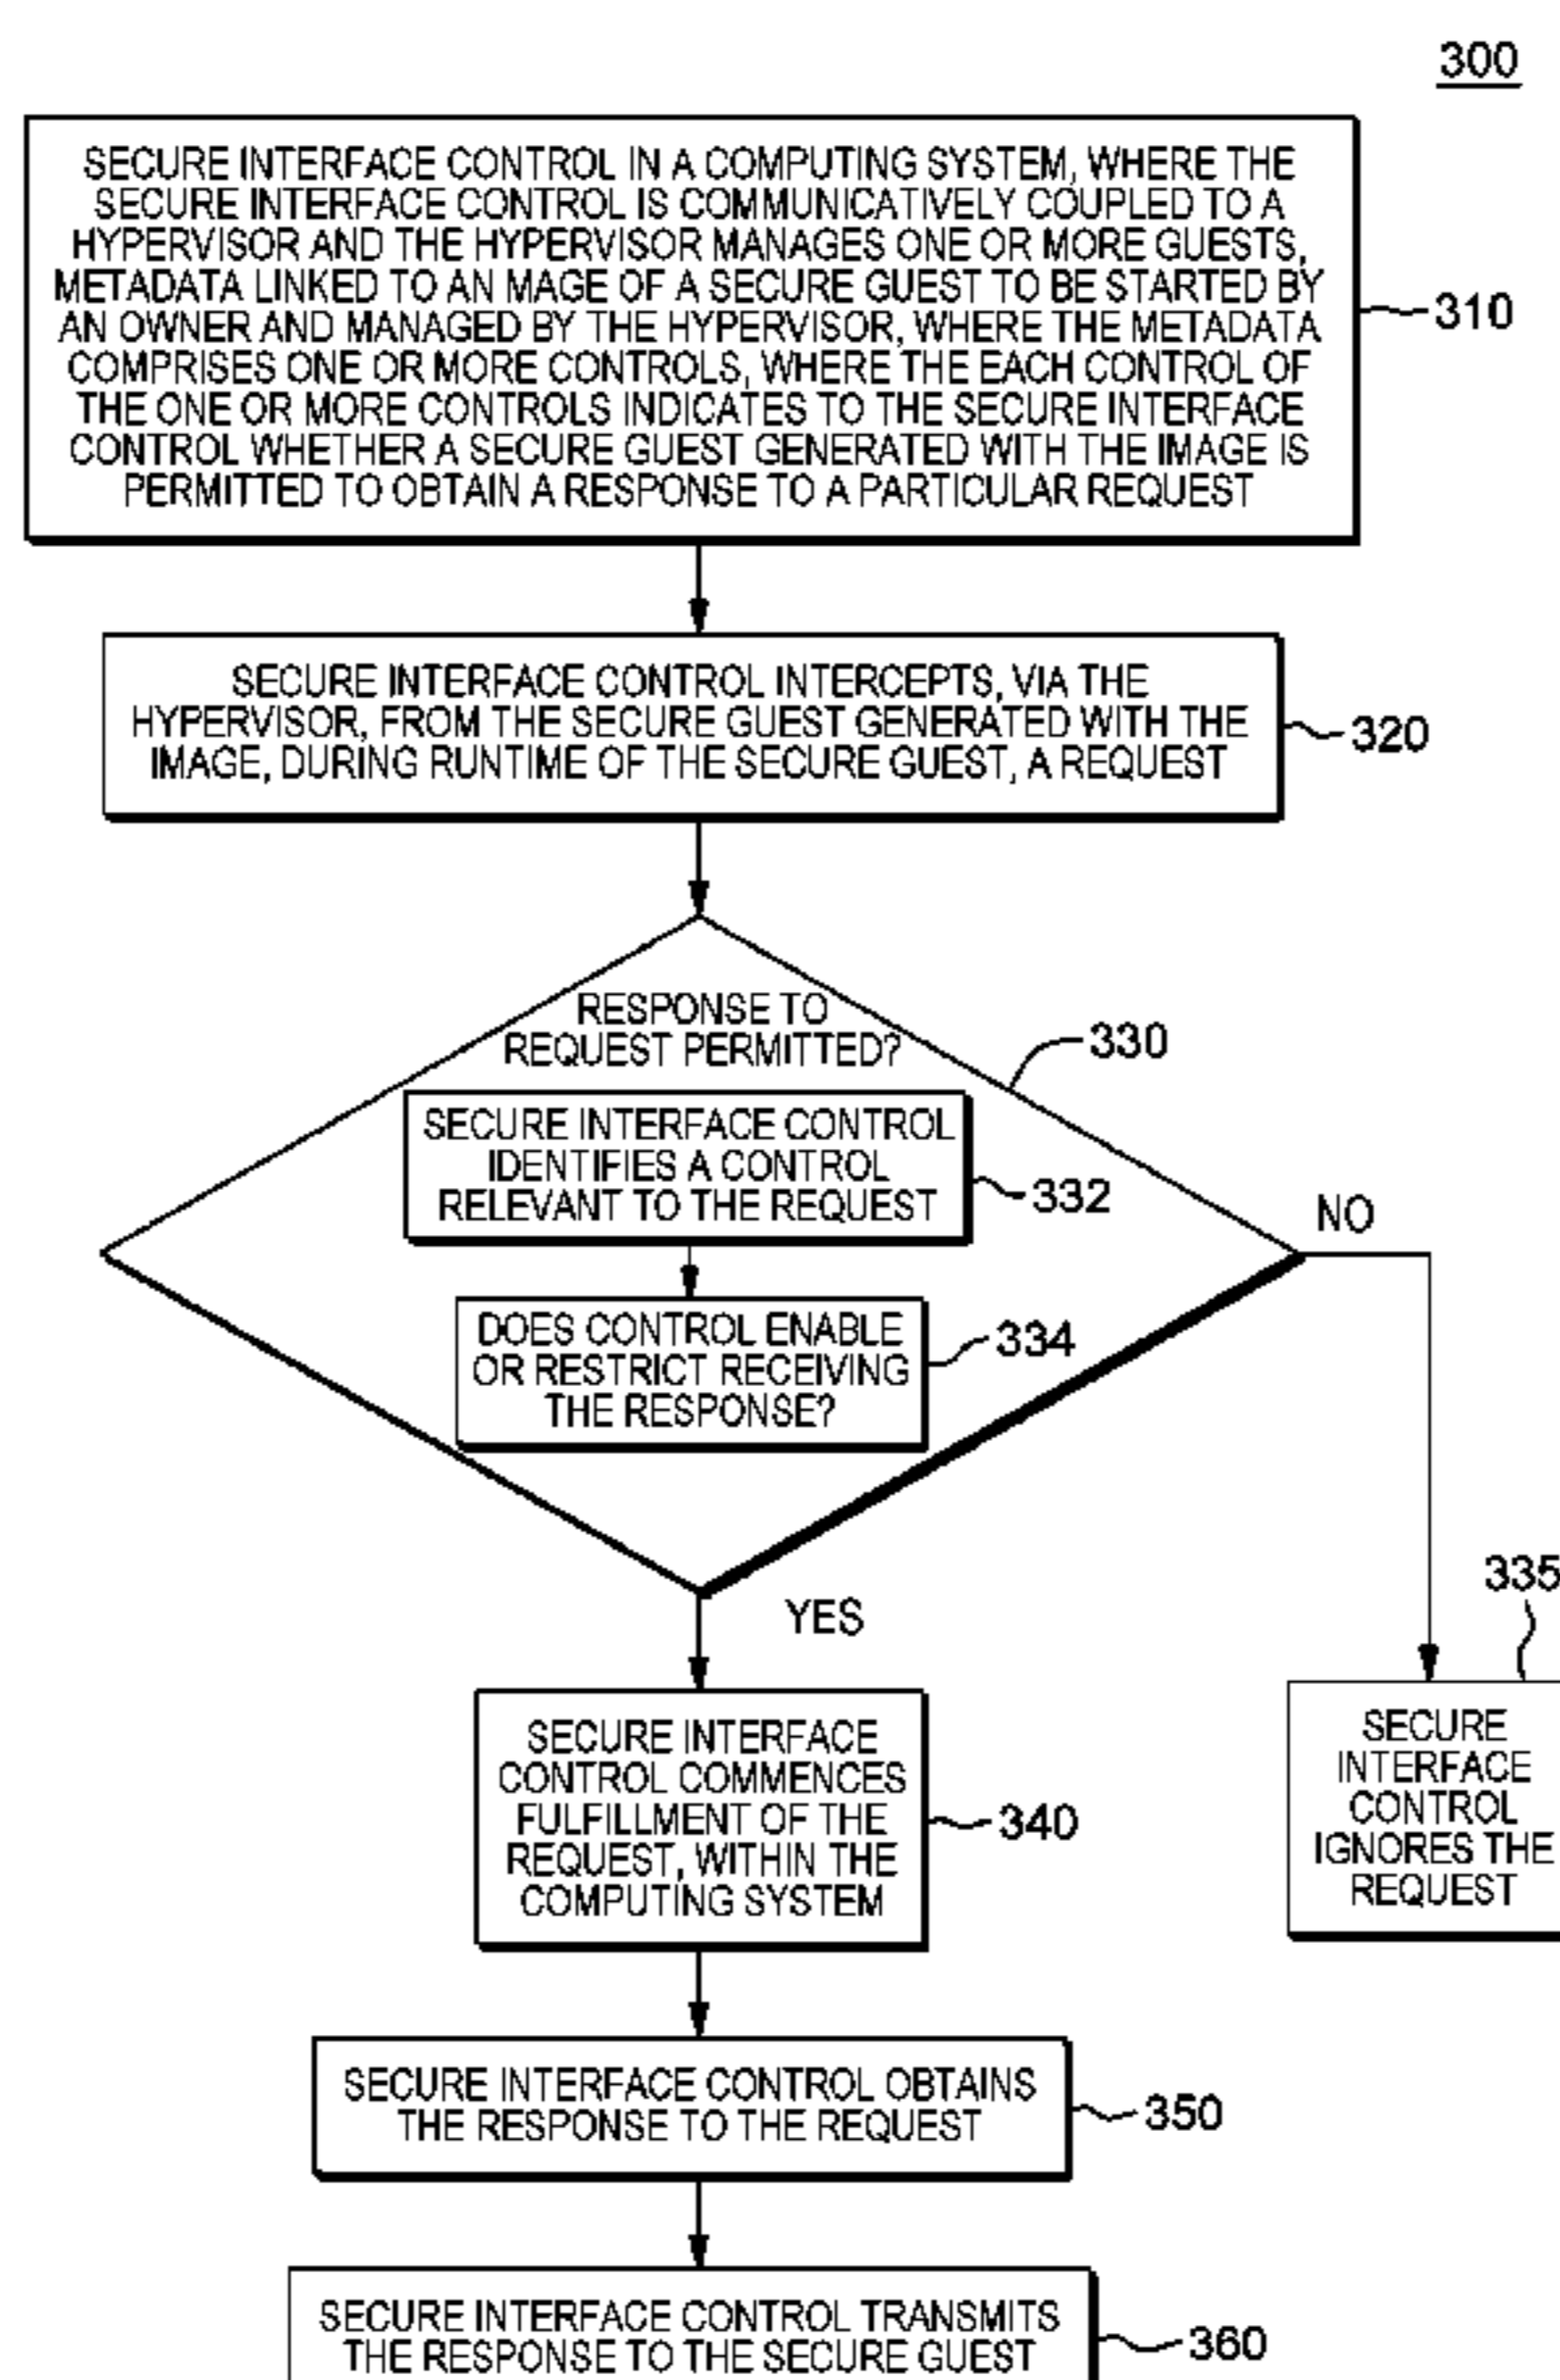 300
SECURE INTERFACE CONTROL IN A COMPUTING SYSTEM, WHERE THE
SECURE INTERFACE CONTROL IS COMMUNICATIVELY COUPLED TO A
HYPERVISOR AND THE HYPERVISOR MANAGES ONE OR MORE GUESTS,
METADATA LINKED TO AN MAGE OF A SECURE GUEST TO BE STARTED BY
AN OWNER AND MANAGED BY THE HYPERVISOR, WHERE THE METADATA
COMPRISES ONE OR MORE CONTROLS, WHERE THE EACH CONTROL OF
THE ONE OR MORE CONTROLS INDICATES TO THE SECURE INTERFACE
CONTROL WHETHER A SECURE GUEST GENERATED WITH THE IMAGE IS
PERMITTED TO OBTAIN A RESPONSE TO A PARTICULAR REQUEST
310
SECURE INTERFACE CONTROL INTERCEPTS, VIA THE
HYPERVISOR, FROM THE SECURE GUEST GENERATED WITH THE
IMAGE, DURING RUNTIME OF THE SECURE GUEST, A REQUEST
320
RESPONSE TO
REQUEST PERMITTED?
330
SECURE INTERFACE CONTROL
IDENTIFIES A CONTROL
RELEVANT TO THE REQUEST
332
NO
DOES CONTROL ENABLE
OR RESTRICT RECEIVING
THE RESPONSE?
334
YES
335
SECURE
INTERFACE
CONTROL
IGNORES THE
REQUEST
SECURE INTERFACE
CONTROL COMMENCES
FULFILLMENT OF THE
REQUEST, WITHIN THE
COMPUTING SYSTEM
340
SECURE INTERFACE CONTROL OBTAINS
THE RESPONSE TO THE REQUEST
350
SECURE INTERFACE CONTROL TRANSMITS
THE RESPONSE TO THE SECURE GUEST
360